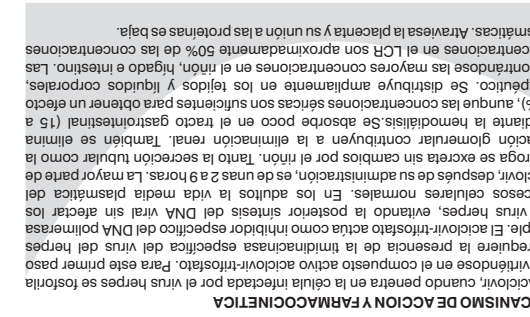 CANISMO DE ACCION Y FARMACOCINETICA
aciclovir, cuando penetra en la célula infectada por el virus herpes se fosforila
virtiéndose en el compuesto activo aciclovir-trifosfato. Para este primer paso
requiere la presencia de la timidinacinasa específica del virus del herpes
ple. El aciclovir-trifosfato actúa como inhibidor específico del DNA polimerasa
virus herpes, evitando la posterior síntesis del DNA viral sin afectar los
cesos celulares normales. En los adultos la vida media plasmática del
clovir, después de su administración, es de unas 2 a 9 horas. La mayor parte de
roga se excreta sin cambios por el riñón. Tanto la secreción tubular como la
ación glomerular contribuyen a la eliminación renal. También se elimina
diante la hemodiálisis.Se absorbe poco en el tracto gastrointestinal (15 a
%), aunque las concentraciones séricas son suficientes para obtener un efecto
péutico. Se distribuye ampliamente en los tejidos y líquidos corporales,
ontrándose las mayores concentraciones en el riñón, hígado e intestino. Las
centraciones en el LCR son aproximadamente 50% de las concentraciones
smáticas. Atraviesa la placenta y su unión a las proteínas es baja.